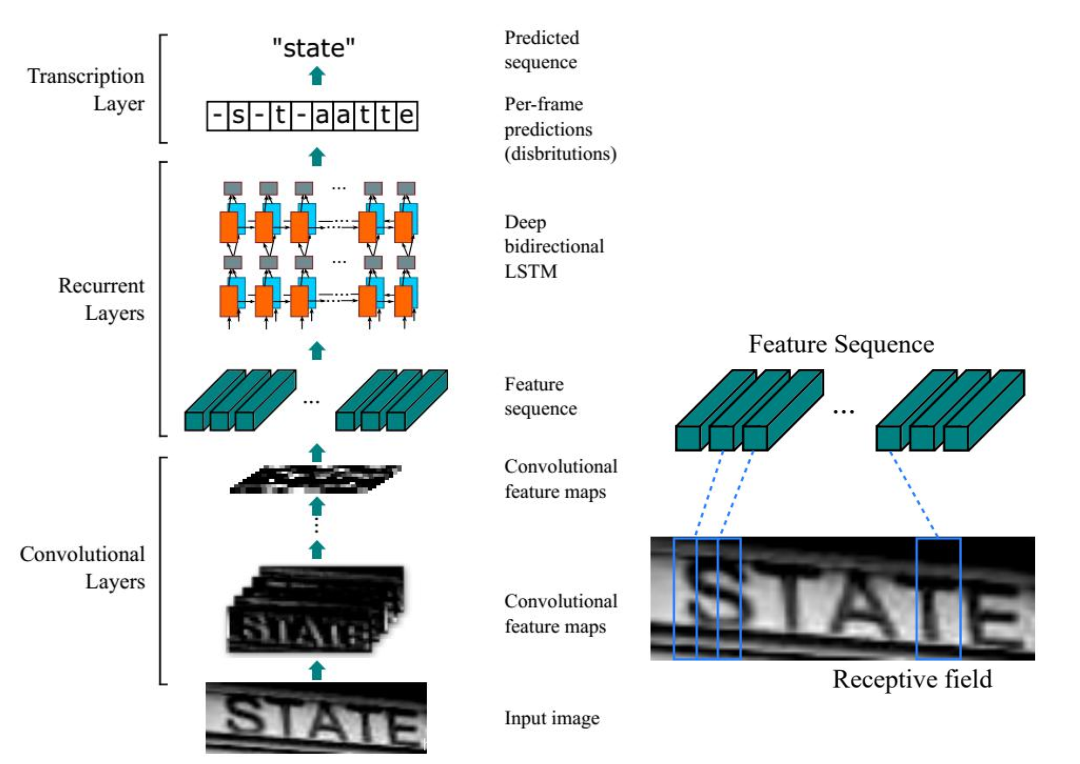 Transcription
Layer
"state"
-s-t-aatte
Predicted
sequence
Per-frame
predictions
(disbritutions)
Recurrent
Layers
...
...
...
...
Deep
bidirectional
LSTM
...
Feature
sequence
Convolutional
Layers
Convolutional
feature maps
...
STATE
Convolutional
feature maps
STATE
Input image
Feature Sequence
...
STATE
Receptive field